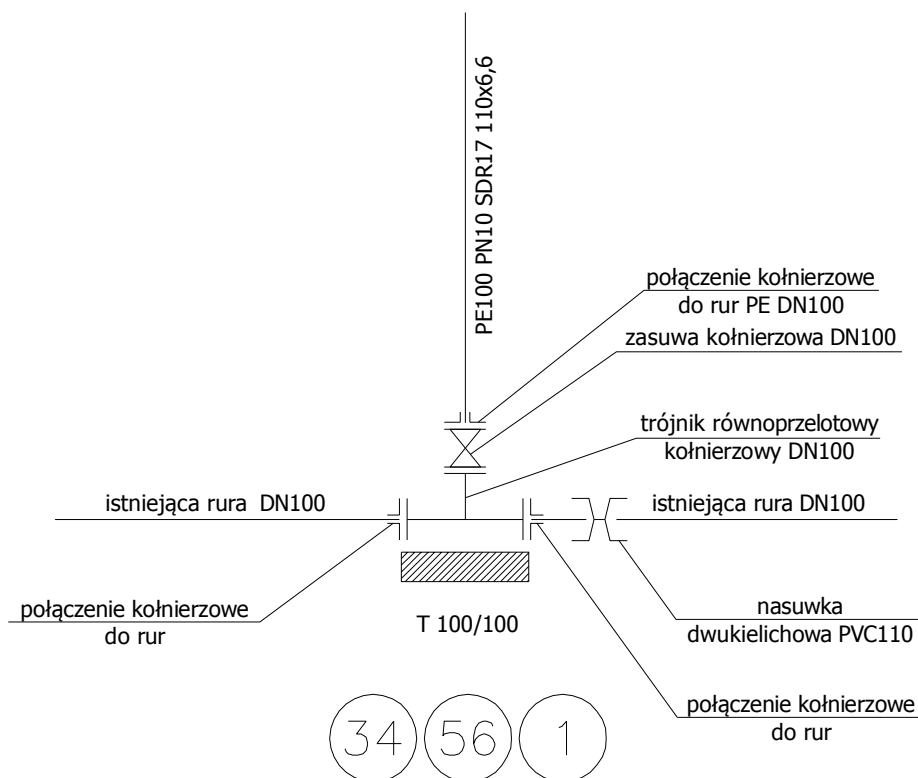 PE100 PN10 SDR17 110x6,6
połączenie kołnierzowe
do rur PE DN100
zasuwa kołnierzowa DN100
trójnik równoprzelotowy
kołnierzowy DN100
istniejąca rura DN100
istniejąca rura DN100
połączenie kołnierzowe
do rur
T 100/100
nasuwka
dwukielichowa PVC110
połączenie kołnierzowe
do rur
34 56 1